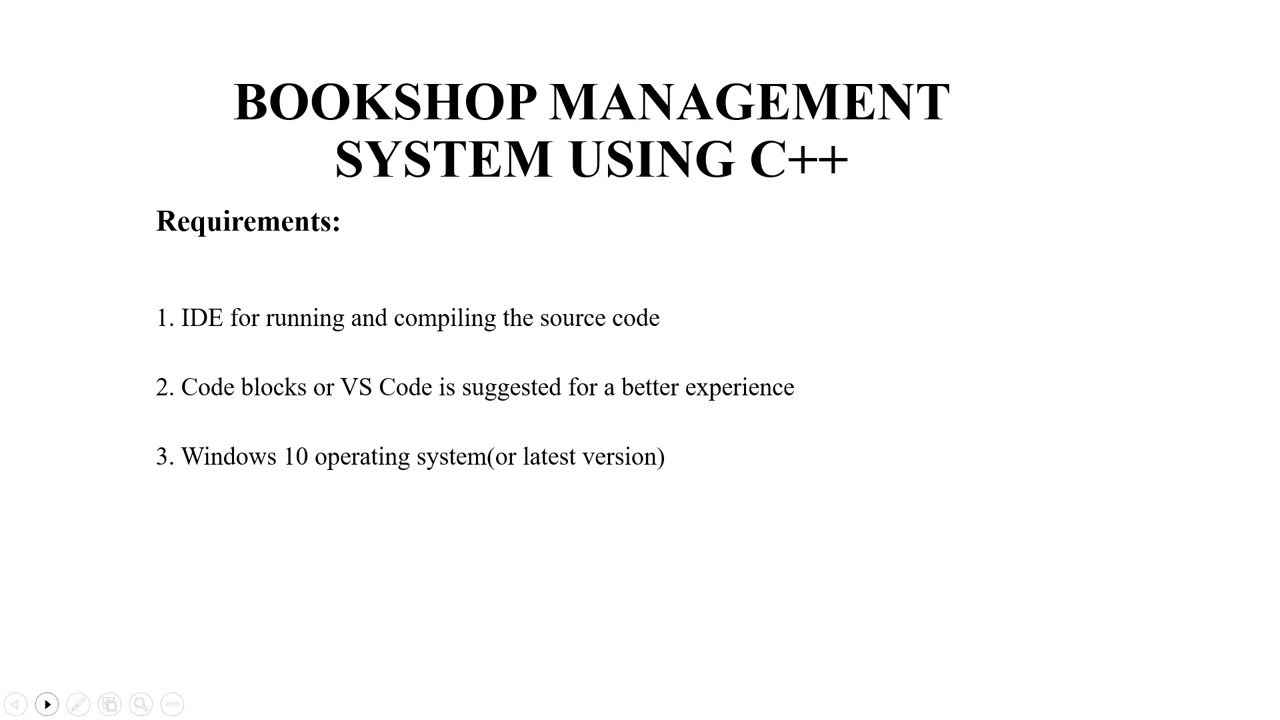 BOOKSHOP MANAGEMENT
SYSTEM USING C++
Requirements:
1. IDE for running and compiling the source code
2. Code blocks or VS Code is suggested for a better experience
3. Windows 10 operating system(or latest version)